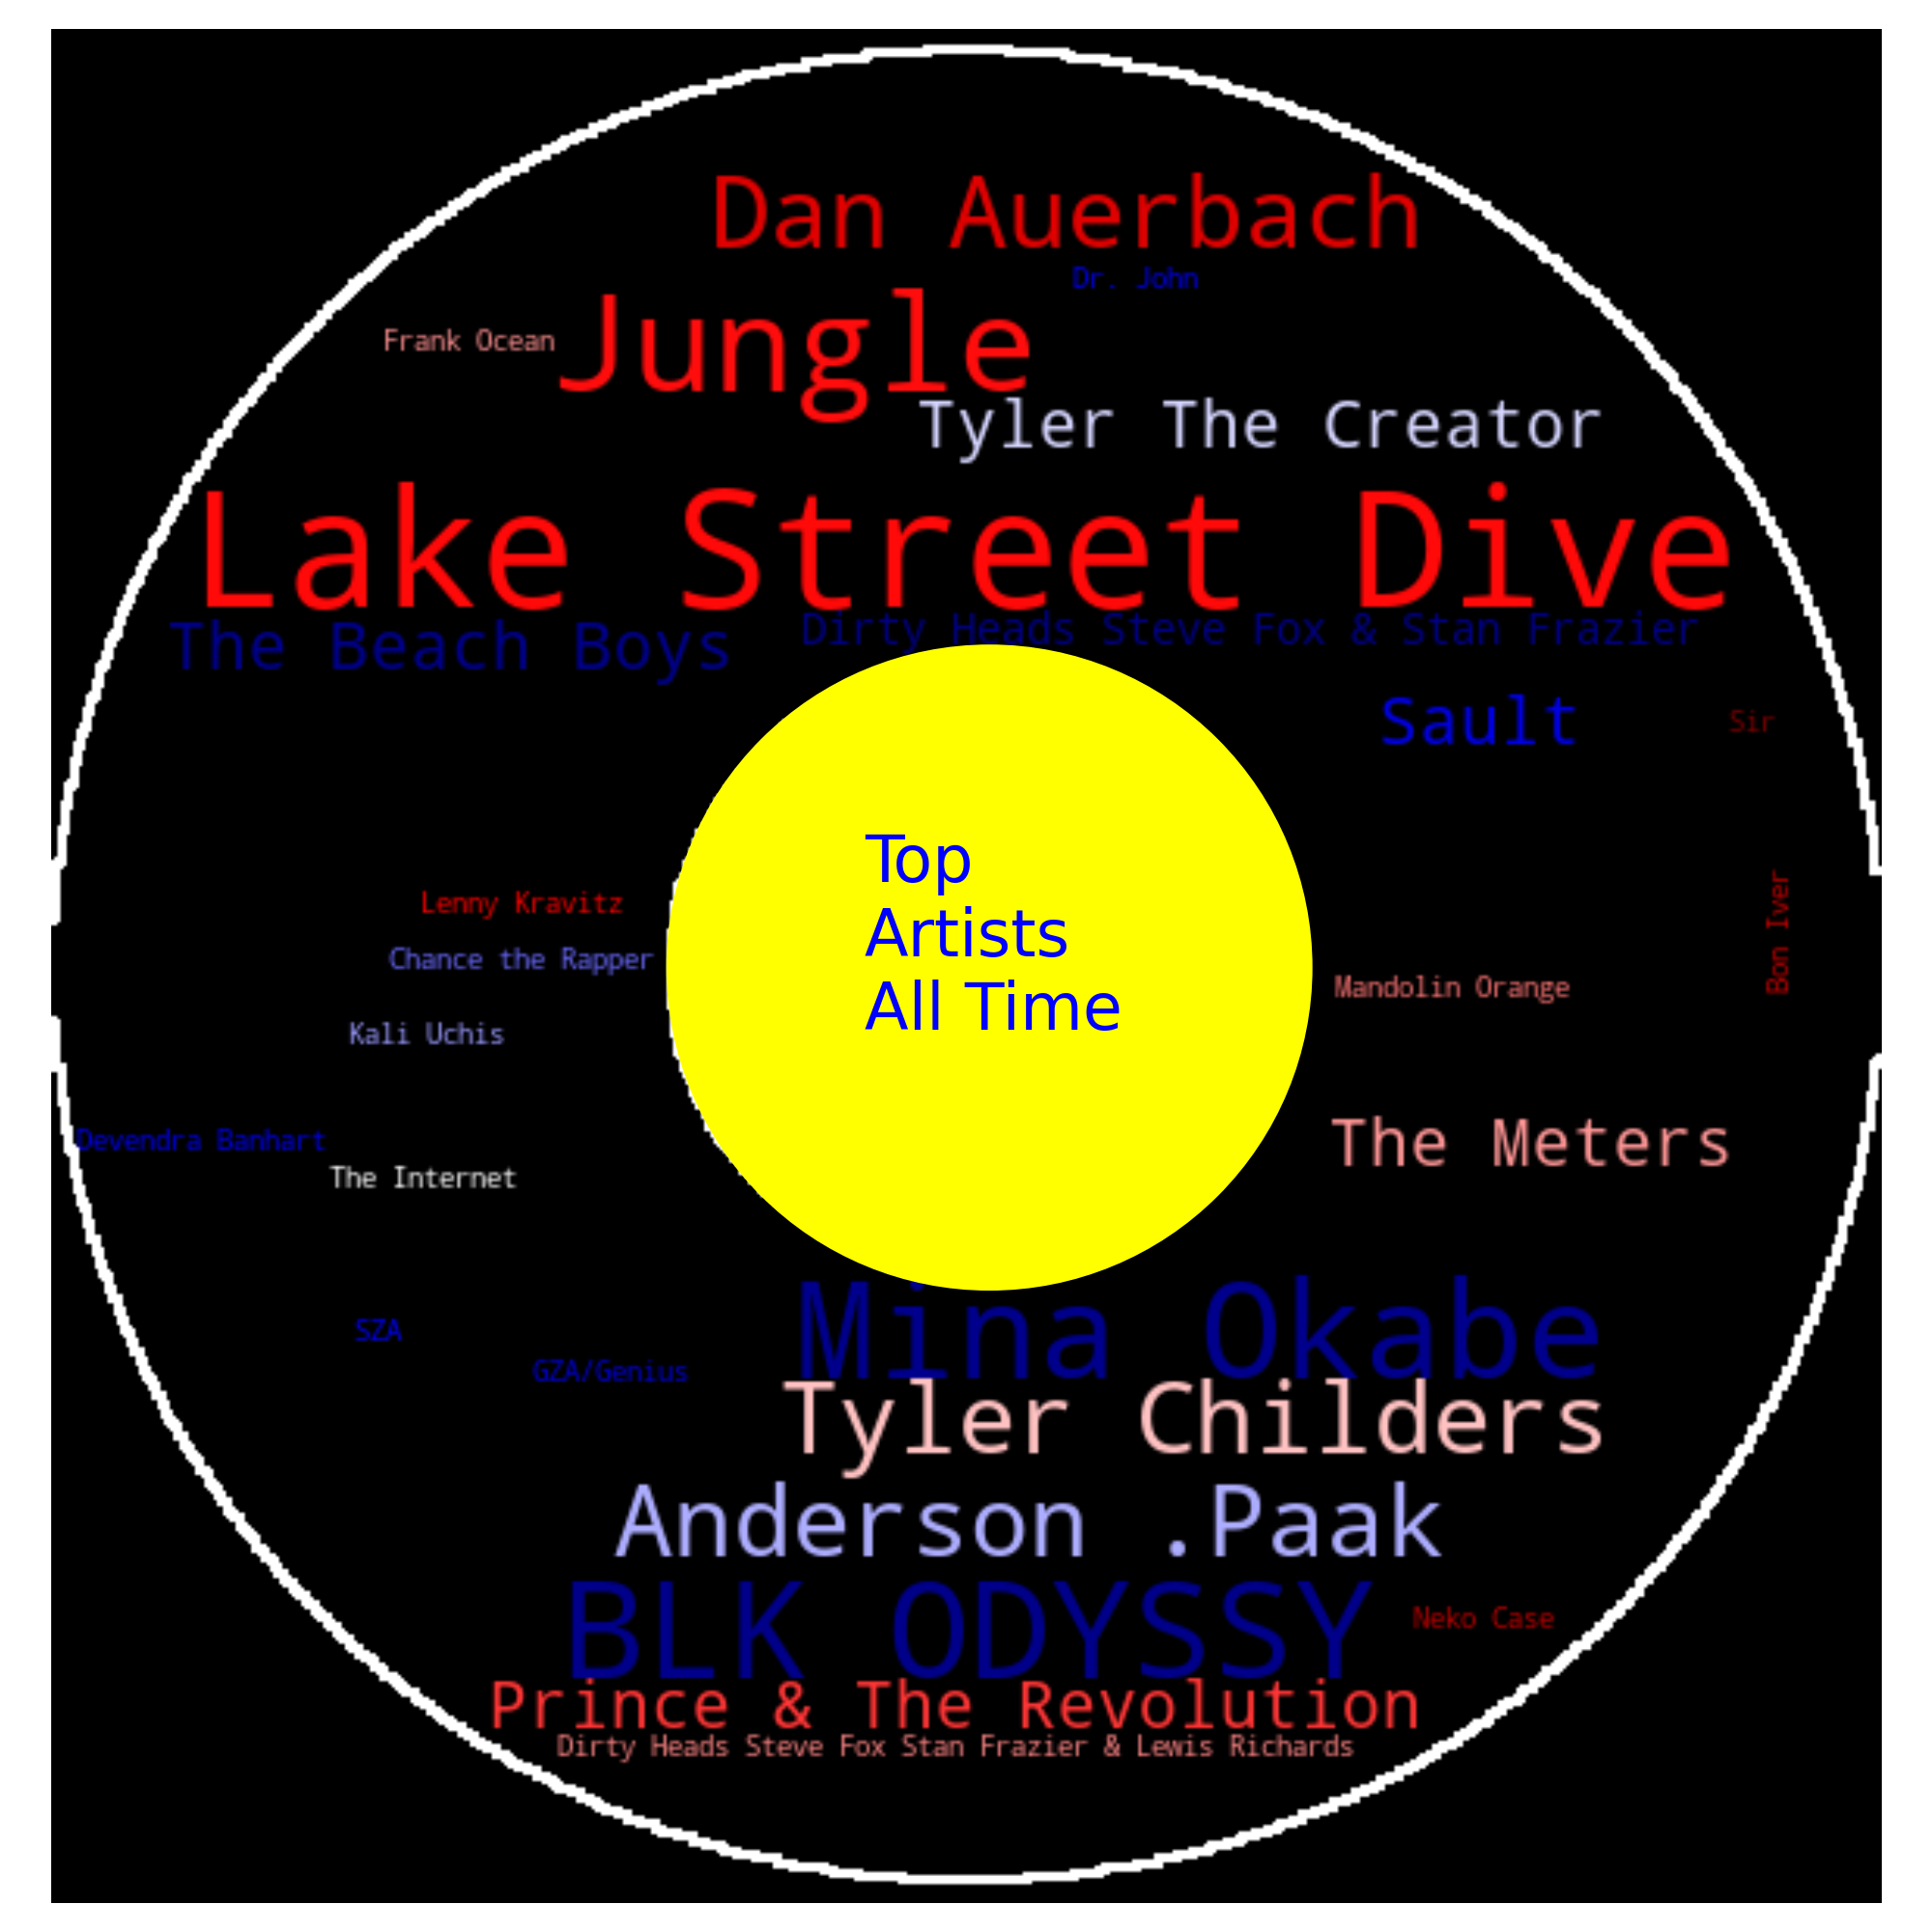 Dan Auerbach
Dr. John
Jungle
Frank Ocean
Tyler The Creator
Lake Street Dive
The Beach Boys
Dirty Heads Steve Fox & Stan Frazier
Sault
Sir
Top
Artists
All Time
Lenny Kravitz
Chance the Rapper
Bon Iver
Mandolin Orange
Kali Uchis
Devendra Banhart
The Meters
The Internet
Mina Okabe
SZA
GZA/Genius
Tyler Childers
Anderson .Paak
BLK ODYSSY
Neko Case
Prince & The Revolution
Dirty Heads Steve Fox Stan Frazier & Lewis Richards